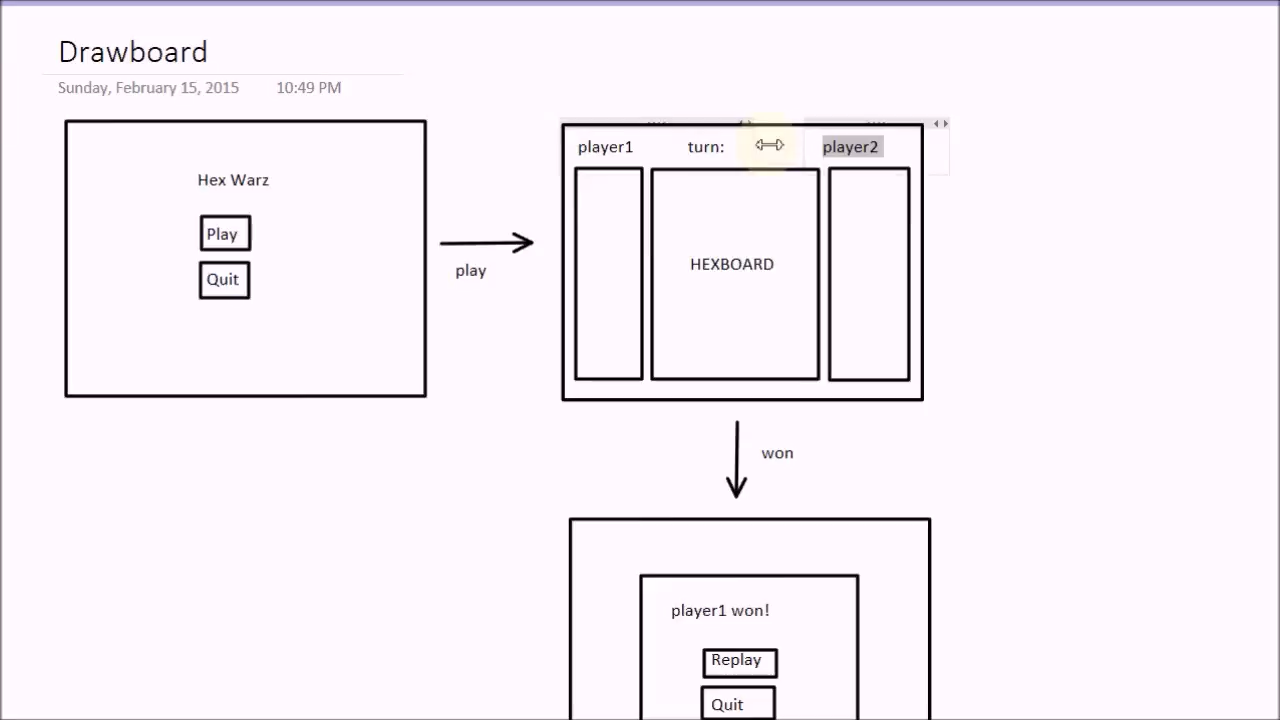 Drawboard
Sunday, February 15, 2015 10:49 PM
Hex Warz
Play
Quit
play
player1 turn: player2
HEXBOARD
won
player1 won!
Replay
Quit